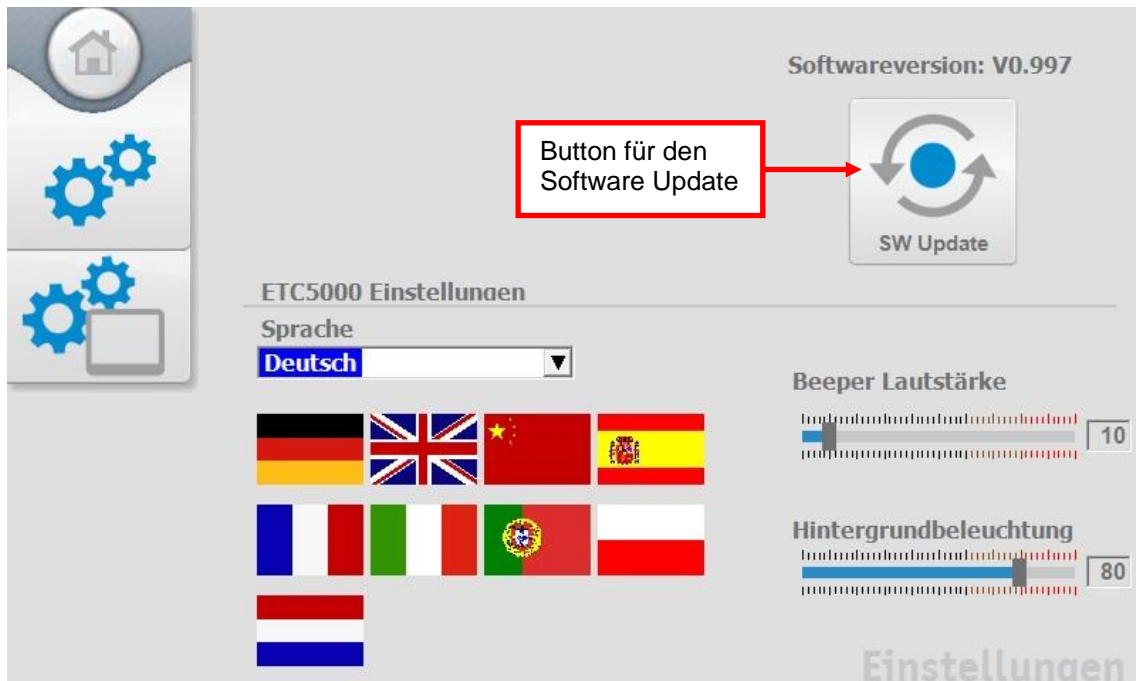 Softwareversion: V0.997
Button für den
Software Update
SW Update
ETC5000 Einstellungen
Sprache
Deutsch
Beeper Lautstärke
10
Hintergrundbeleuchtung
80
Einstellungen